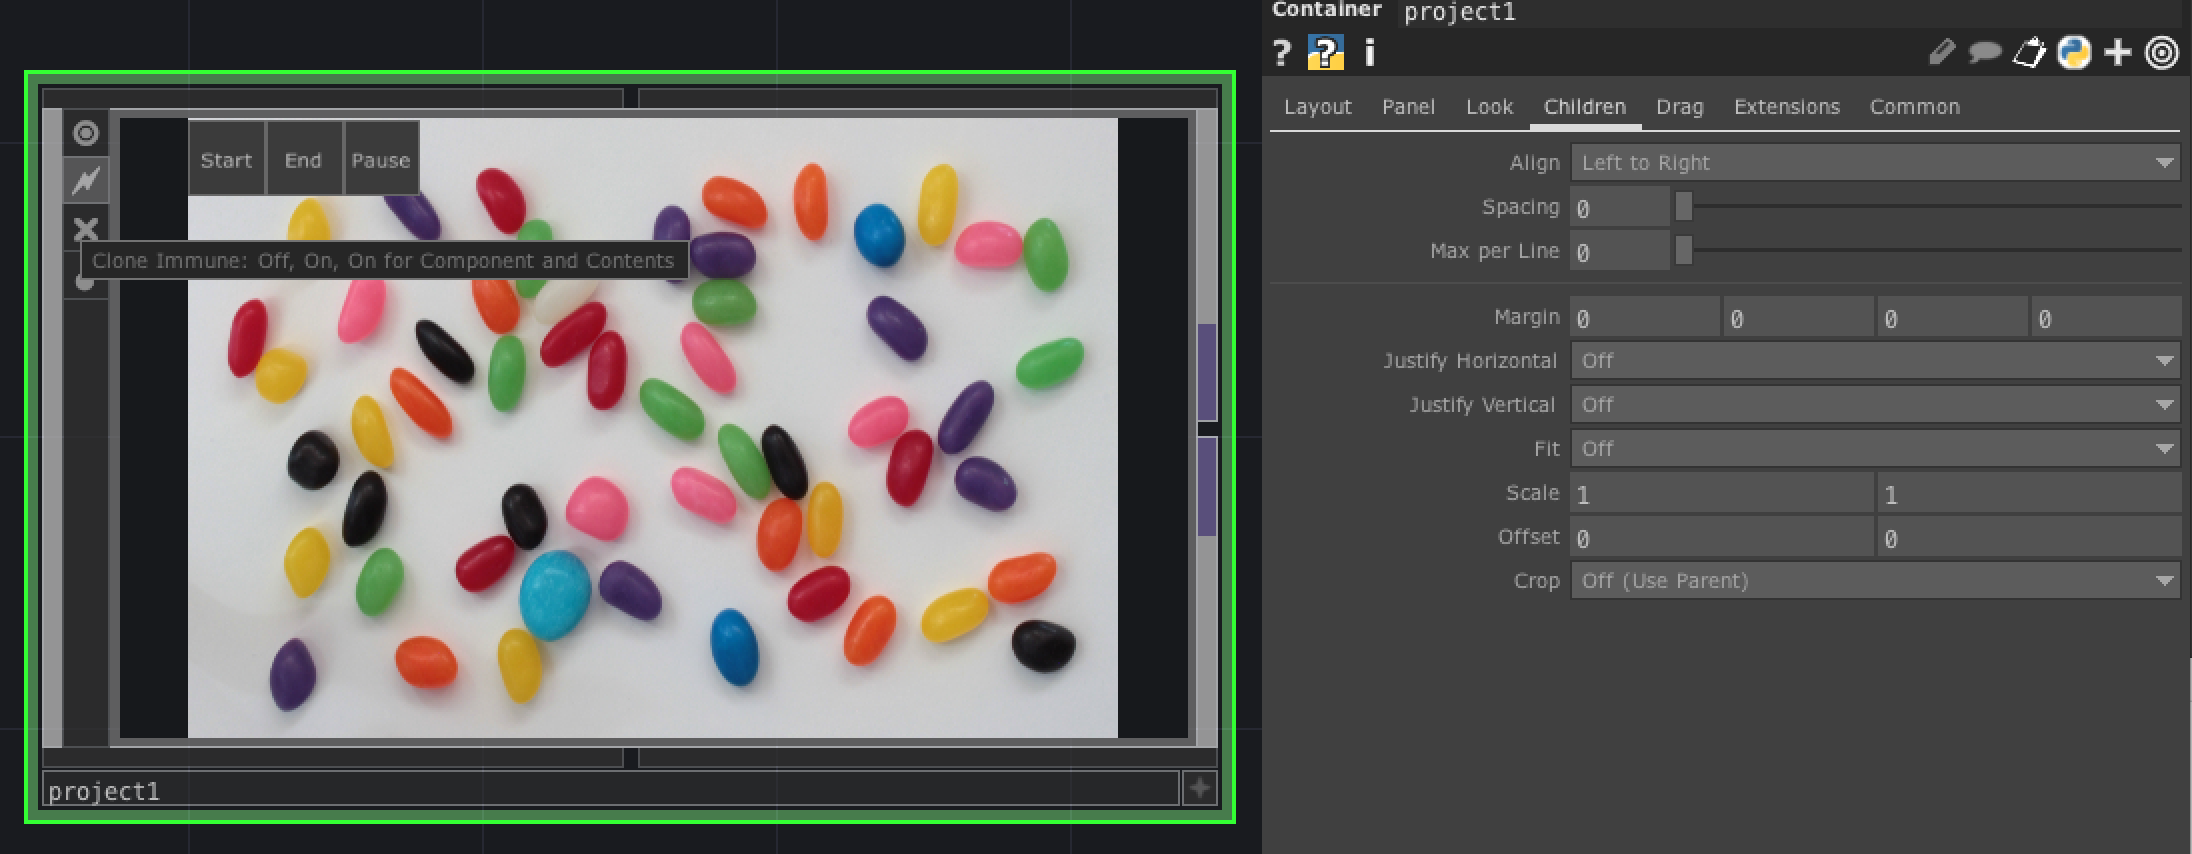 Container project1
? ? i
Layout Panel Look Children Drag Extensions Common
Start End Pause
Clone Immune: Off, On, On for Component and Contents
project1
Align Left to Right
Spacing 0
Max per Line 0
Margin 0 0 0 0
Justify Horizontal Off
Justify Vertical Off
Fit Off
Scale 1 1
Offset 0 0
Crop Off (Use Parent)